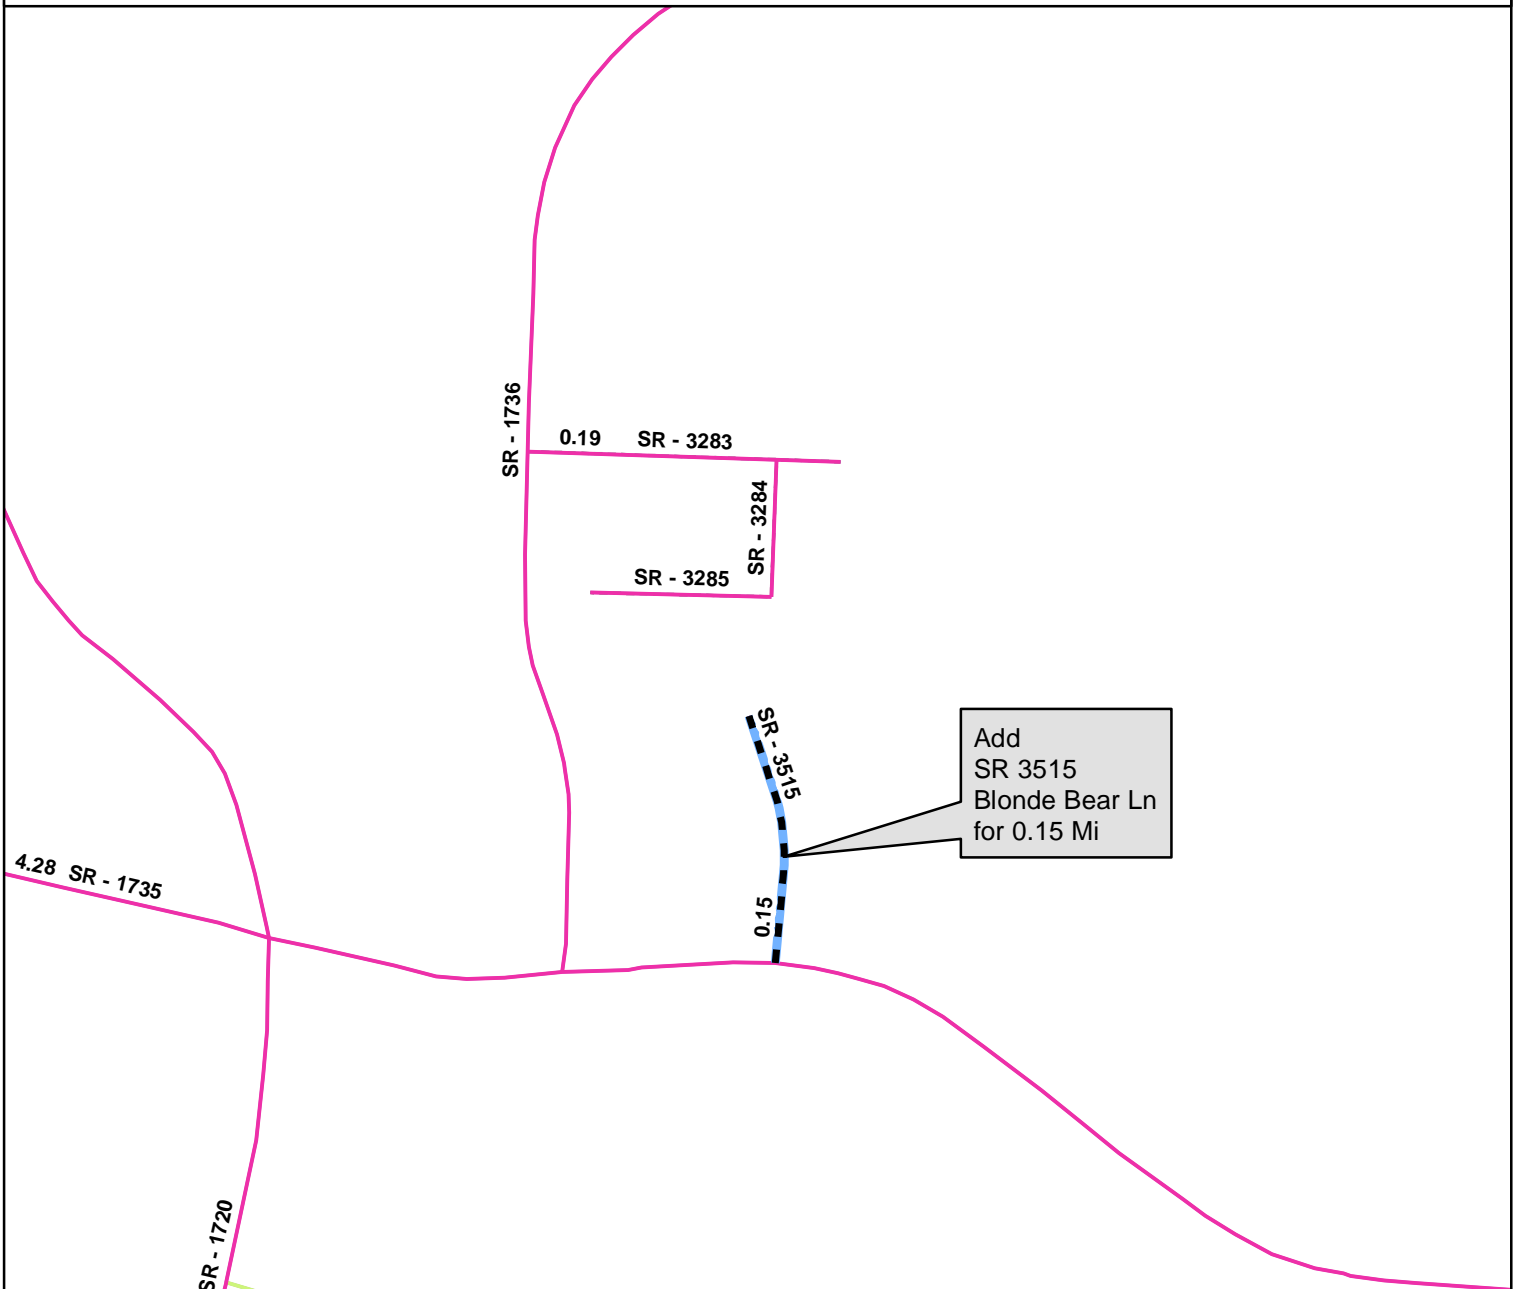 SR - 1736
0.19 SR - 3283
SR - 3284
SR - 3285
SR - 3515
Add
SR 3515
Blonde Bear Ln
for 0.15 Mi
4.28 SR - 1735
0.15
SR - 1720